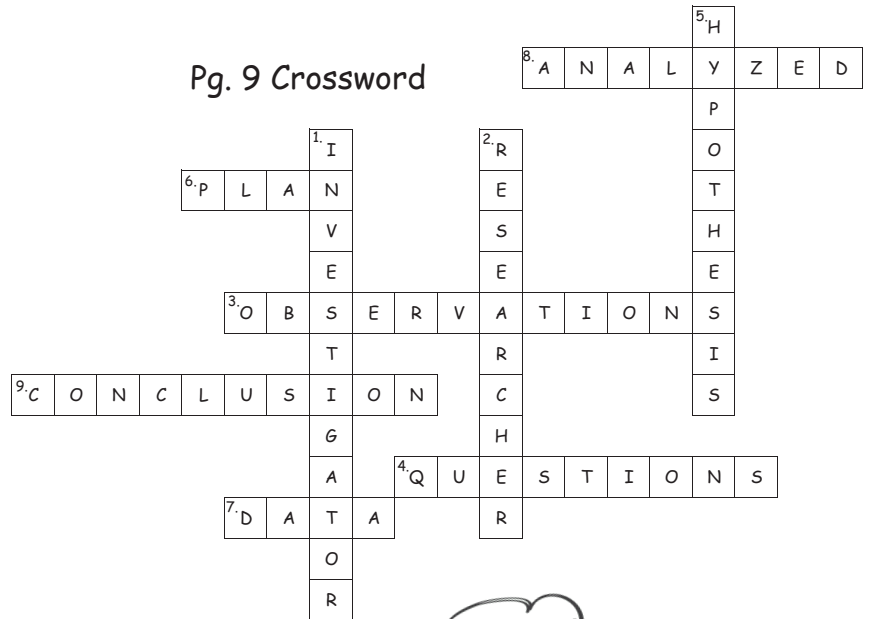 5. H
8. A N A L Y Z E D
Pg. 9 Crossword
P
1. I 2. R O
6. P L A N E T
V S H
E E E
3. O B S E R V A T I O N S
T R I
9. C O N C L U S I O N C S
G H
A 4. Q U E S T I O N S
7. D A T A R
O
R